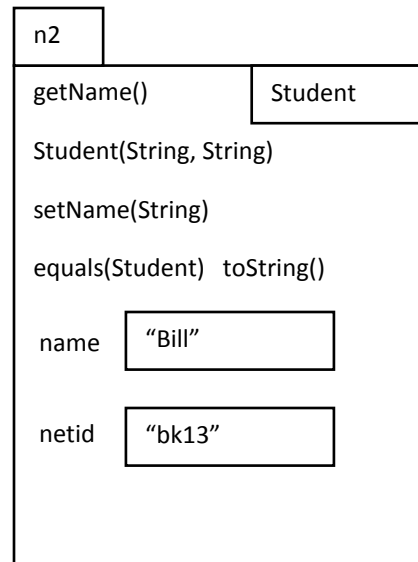 n2
getName() Student
Student(String, String)
setName(String)
equals(Student) toString()
name “Bill”
netid “bk13”